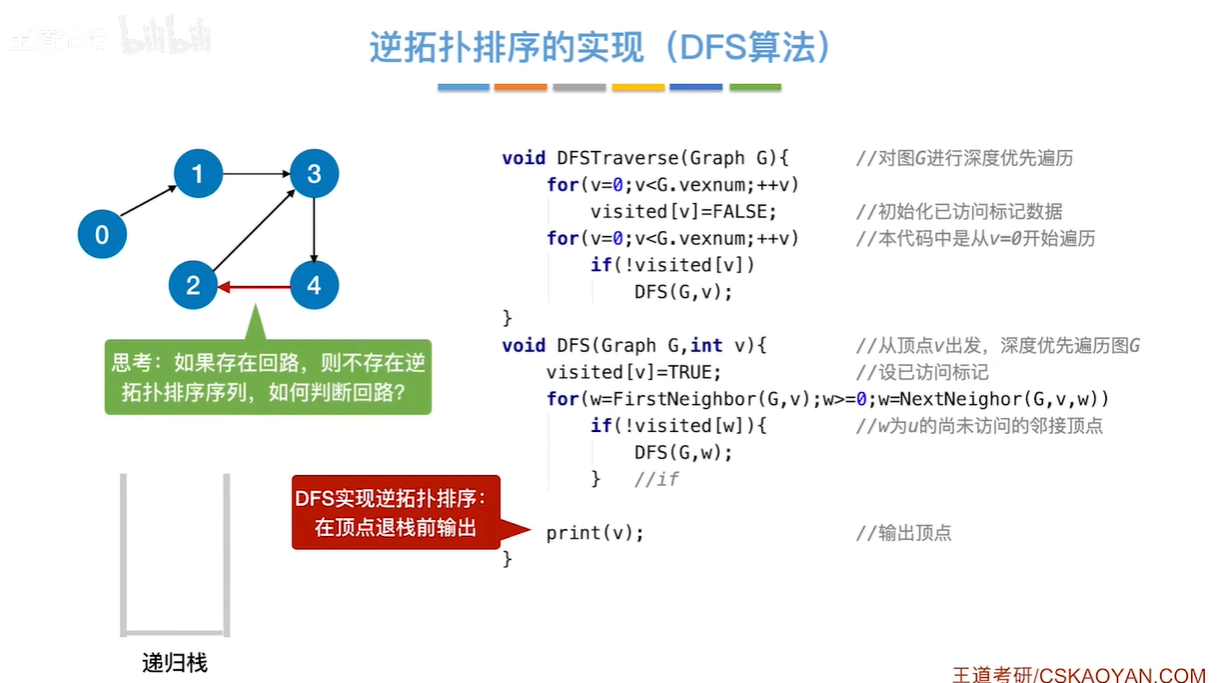 王道论坛 bilibili
逆拓扑排序的实现（DFS算法）
1
3
0
2
4
思考：如果存在回路，则不存在逆
拓扑排序序列，如何判断回路？
void DFSTraverse(Graph G){ //对图G进行深度优先遍历
for(v=0;v<G.vexnum;++v)
visited[v]=FALSE; //初始化已访问标记数据
for(v=0;v<G.vexnum;++v) //本代码中是从v=0开始遍历
if(!visited[v])
DFS(G,v);
}
void DFS(Graph G,int v){ //从顶点v出发，深度优先遍历图G
visited[v]=TRUE; //设已访问标记
for(w=FirstNeighbor(G,v);w>=0;w=NextNeighor(G,v,w))
if(!visited[w]){ //w为u的尚未访问的邻接顶点
DFS(G,w);
} //if
print(v); //输出顶点
}
DFS实现逆拓扑排序：
在顶点退栈前输出
递归栈
王道考研/CSKAOYAN.COM